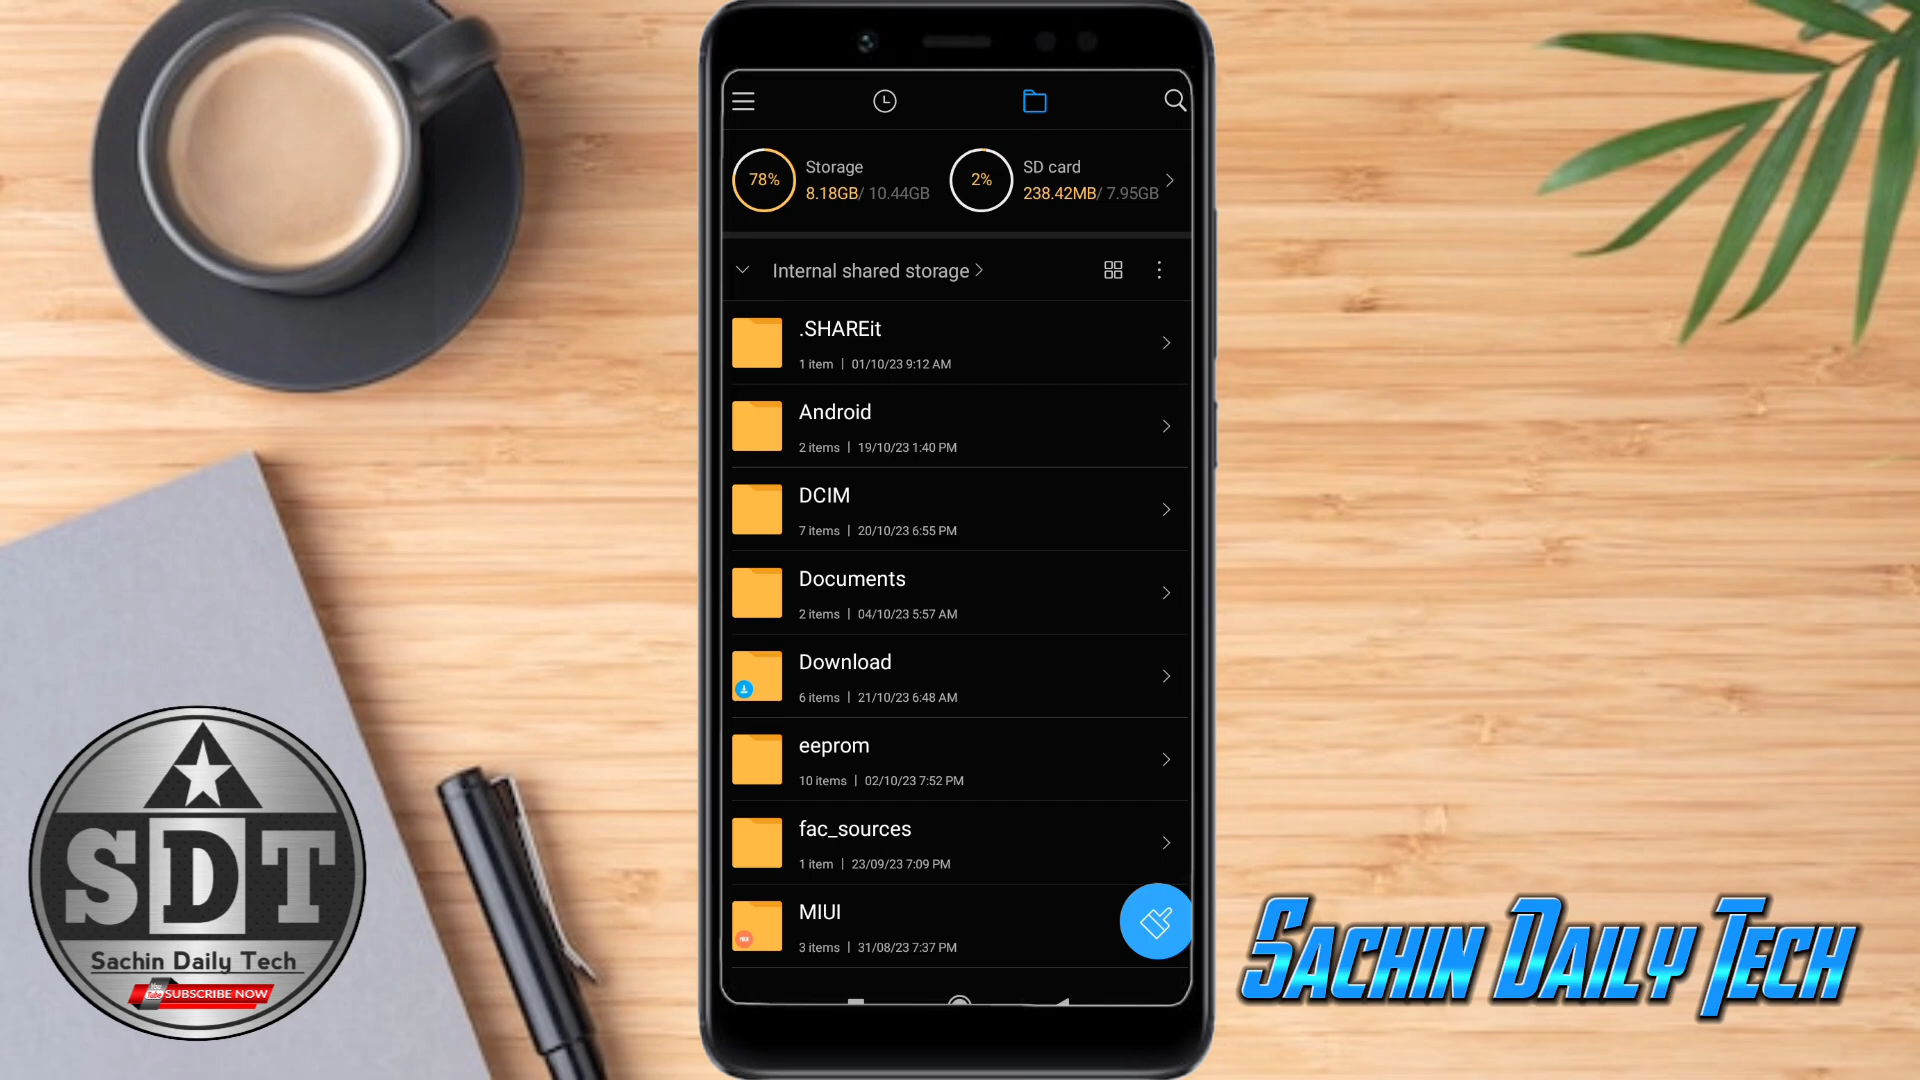 78%
Storage
8.18GB/ 10.44GB
2%
SD card
238.42MB/ 7.95GB
Internal shared storage
.SHAREit
1 item | 01/10/23 9:12 AM
Android
2 items | 19/10/23 1:40 PM
DCIM
7 items | 20/10/23 6:55 PM
Documents
2 items | 04/10/23 5:57 AM
Download
6 items | 21/10/23 6:48 AM
eeprom
10 items | 02/10/23 7:52 PM
fac_sources
1 item | 23/09/23 7:09 PM
MIUI
3 items | 31/08/23 7:37 PM
SDT
Sachin Daily Tech
You Tube SUBSCRIBE NOW
SACHIN DAILY TECH